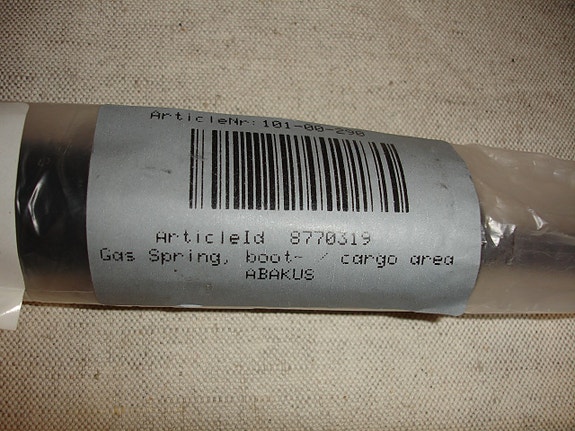 ArticleNr:101-00-290
ArticleId 8770319
Gas Spring, boot- / cargo area
ABAKUS